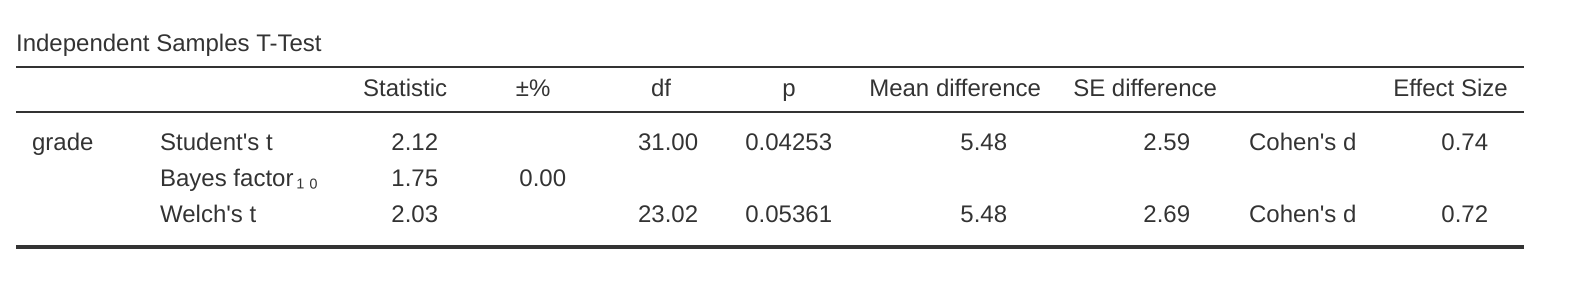 Independent Samples T-Test
Statistic ±% df p Mean difference SE difference Effect Size
grade Student's t 2.12 31.00 0.04253 5.48 2.59 Cohen's d 0.74
Bayes factor₁₀ 1.75 0.00
Welch's t 2.03 23.02 0.05361 5.48 2.69 Cohen's d 0.72